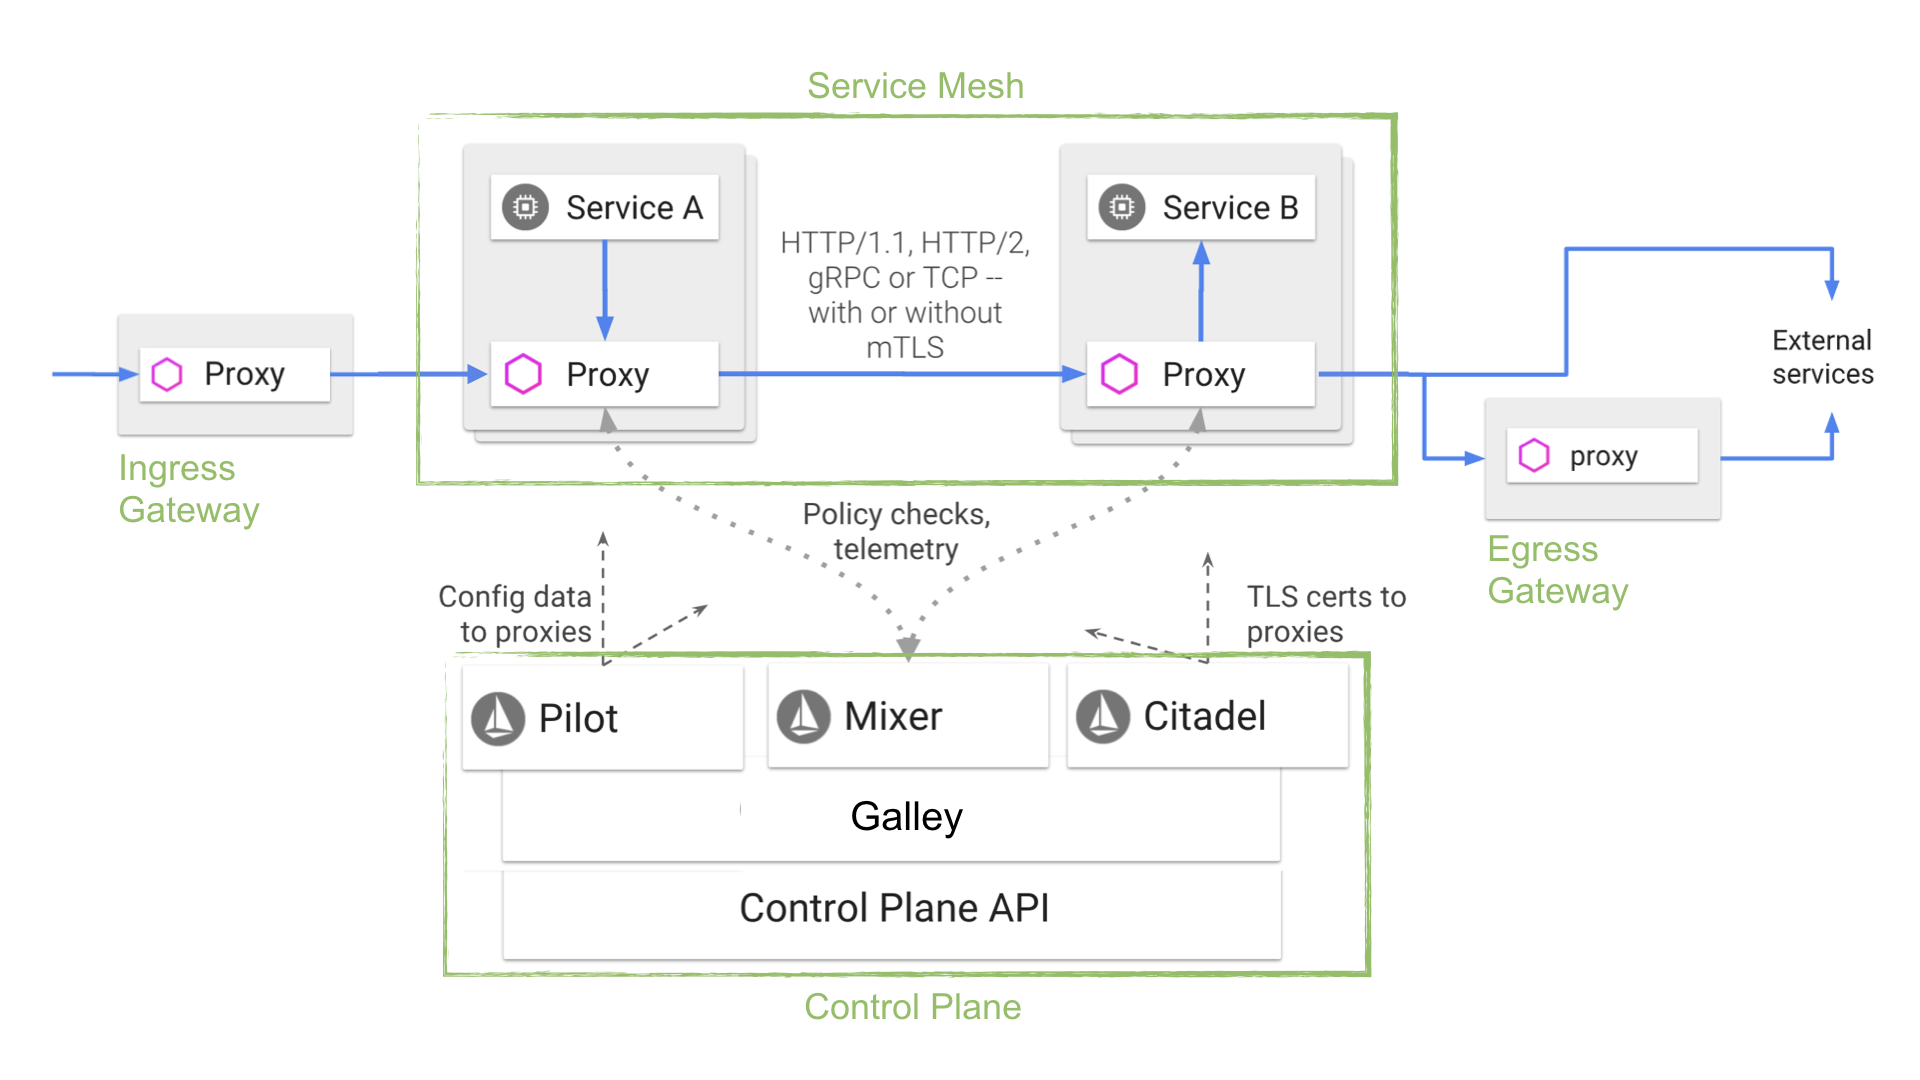 Service Mesh
Service A
Service B
HTTP/1.1, HTTP/2,
gRPC or TCP --
with or without
mTLS
Proxy
Proxy
Proxy
External
services
proxy
Ingress
Gateway
Egress
Gateway
Policy checks,
telemetry
Config data
to proxies
TLS certs to
proxies
Pilot
Mixer
Citadel
Galley
Control Plane API
Control Plane